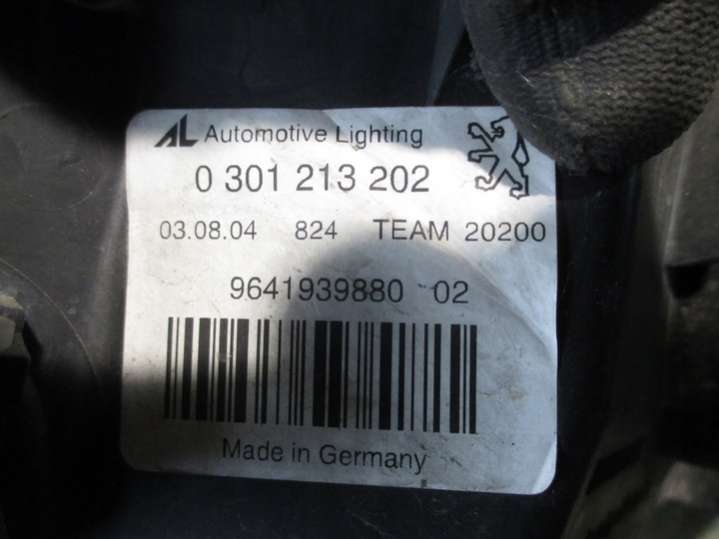 AL Automotive Lighting
0 301 213 202
03.08.04 824 TEAM 20200
9641939880 02
Made in Germany